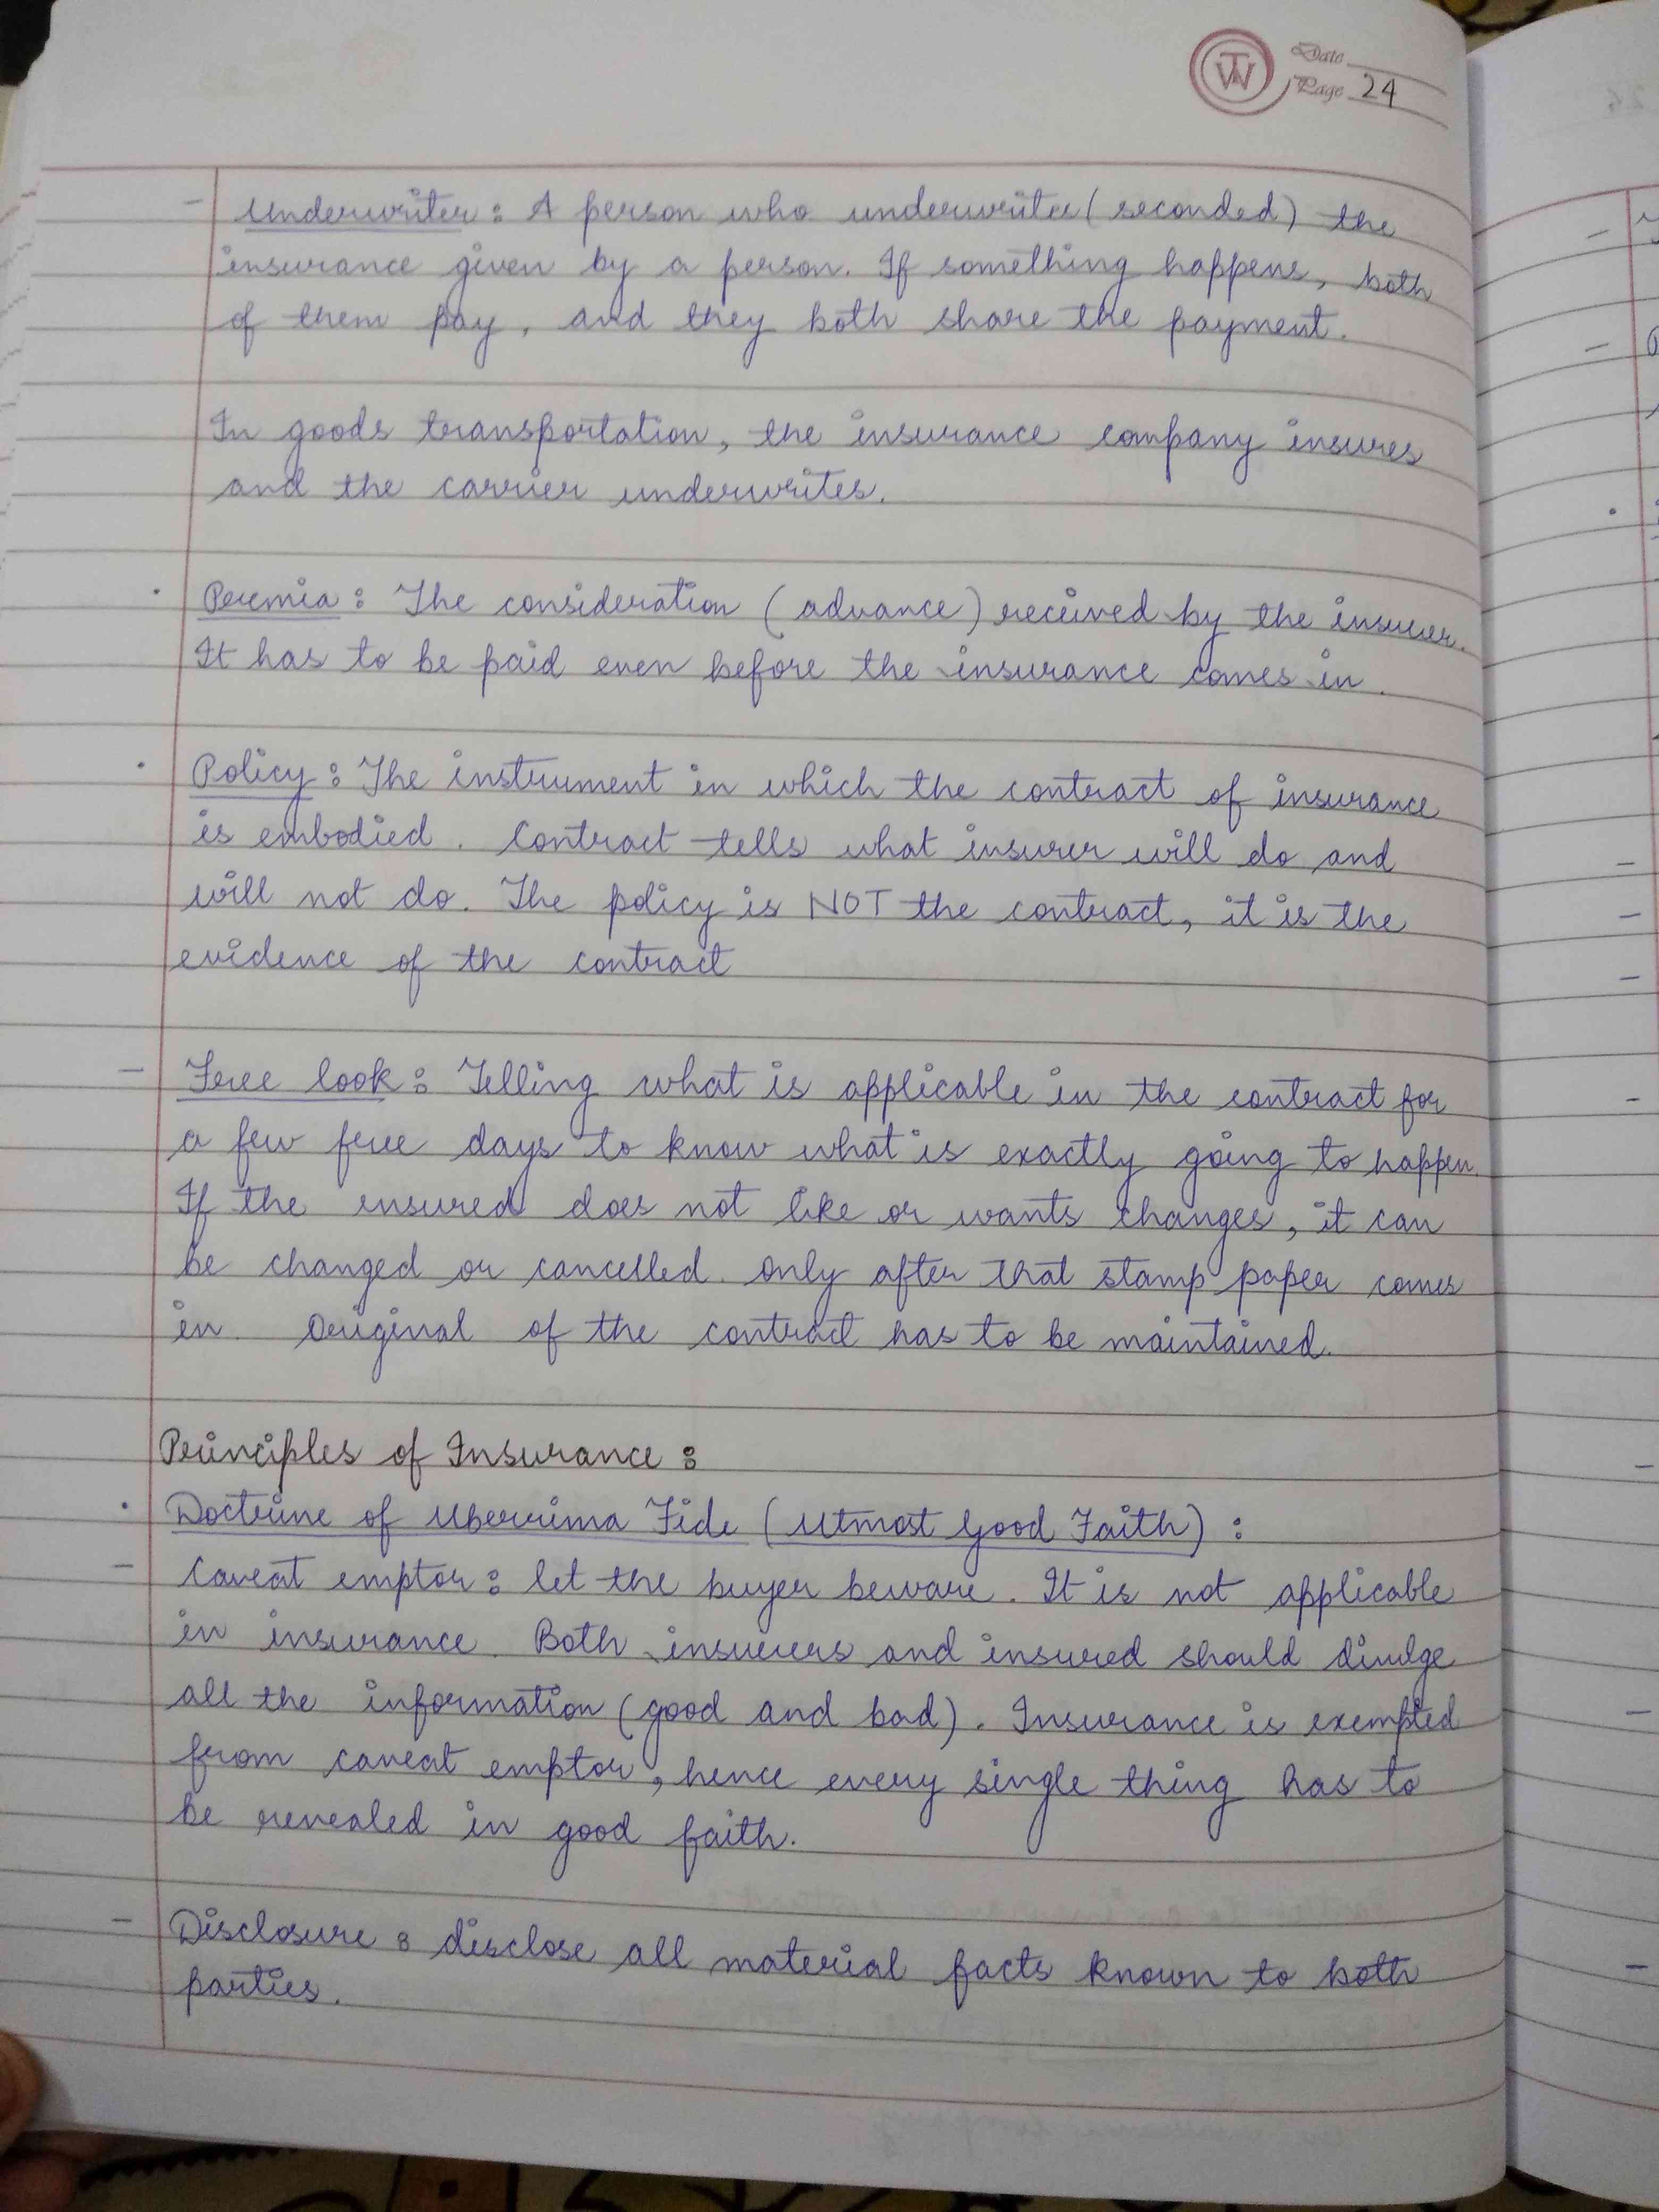 Date
Page 24
- Underwriter: A person who underwrites (seconded) the
insurance given by a person. If something happens, both
of them pay, and they both share the payment.
In goods transportation, the insurance company insures
and the carrier underwrites.
· Premia: The consideration (advance) received by the insurer.
It has to be paid even before the insurance comes in.
· Policy: The instrument in which the contract of insurance
is embodied. Contract tells what insurer will do and
will not do. The policy is NOT the contract, it is the
evidence of the contract
- Free look: Telling what is applicable in the contract for
a few free days to know what is exactly going to happen.
If the insured does not like or wants changes, it can
be changed or cancelled. Only after that stamp paper comes
in. Original of the contract has to be maintained.
Principles of Insurance:
· Doctrine of Uberrima Fide (Utmost Good Faith):
- Caveat emptor: let the buyer beware. It is not applicable
in insurance. Both insurers and insured should divulge
all the information (good and bad). Insurance is exempted
from caveat emptor, hence every single thing has to
be revealed in good faith.
- Disclosure: disclose all material facts known to both
parties.